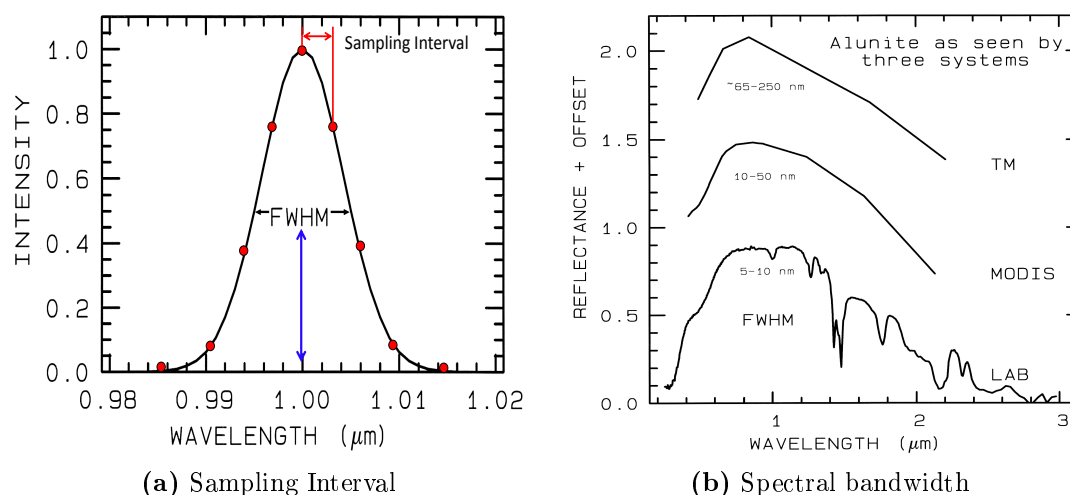 Sampling Interval
1.0
0.8
0.6
0.4
0.2
0.0
INTENSITY
FWHM
0.98 0.99 1.00 1.01 1.02
WAVELENGTH (μm)
(a) Sampling Interval
Alunite as seen by
three systems
2.0
1.5
1.0
0.5
0.0
REFLECTANCE + OFFSET
~65-250 nm
TM
10-50 nm
MODIS
5-10 nm
FWHM
LAB
1 2 3
WAVELENGTH (μm)
(b) Spectral bandwidth